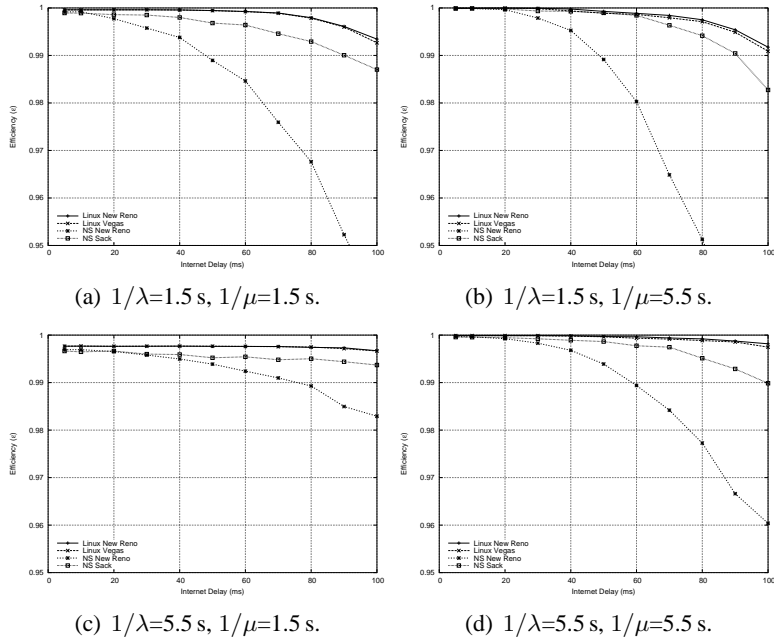 1
0.99
0.98
0.97
0.96
0.95
0 20 40 60 80 100
Efficiency (ε)
Internet Delay (ms)
Linux New Reno
Linux Vegas
NS New Reno
NS Sack
(a) 1/λ=1.5 s, 1/μ=1.5 s.
1
0.99
0.98
0.97
0.96
0.95
0 20 40 60 80 100
Efficiency (ε)
Internet Delay (ms)
Linux New Reno
Linux Vegas
NS New Reno
NS Sack
(b) 1/λ=1.5 s, 1/μ=5.5 s.
1
0.99
0.98
0.97
0.96
0.95
0 20 40 60 80 100
Efficiency (ε)
Internet Delay (ms)
Linux New Reno
Linux Vegas
NS New Reno
NS Sack
(c) 1/λ=5.5 s, 1/μ=1.5 s.
1
0.99
0.98
0.97
0.96
0.95
0 20 40 60 80 100
Efficiency (ε)
Internet Delay (ms)
Linux New Reno
Linux Vegas
NS New Reno
NS Sack
(d) 1/λ=5.5 s, 1/μ=5.5 s.